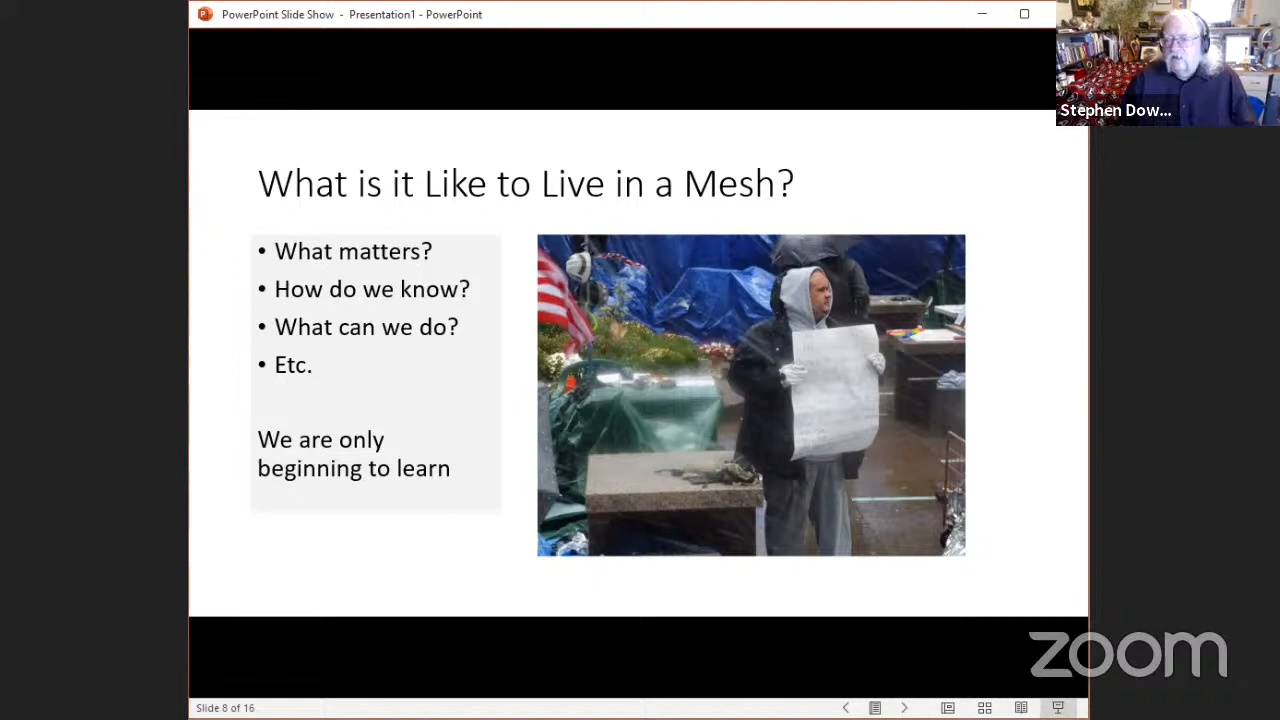 PowerPoint Slide Show - Presentation1 - PowerPoint
Stephen Dow...
What is it Like to Live in a Mesh?
• What matters?
• How do we know?
• What can we do?
• Etc.
We are only
beginning to learn
zoom
Slide 8 of 16